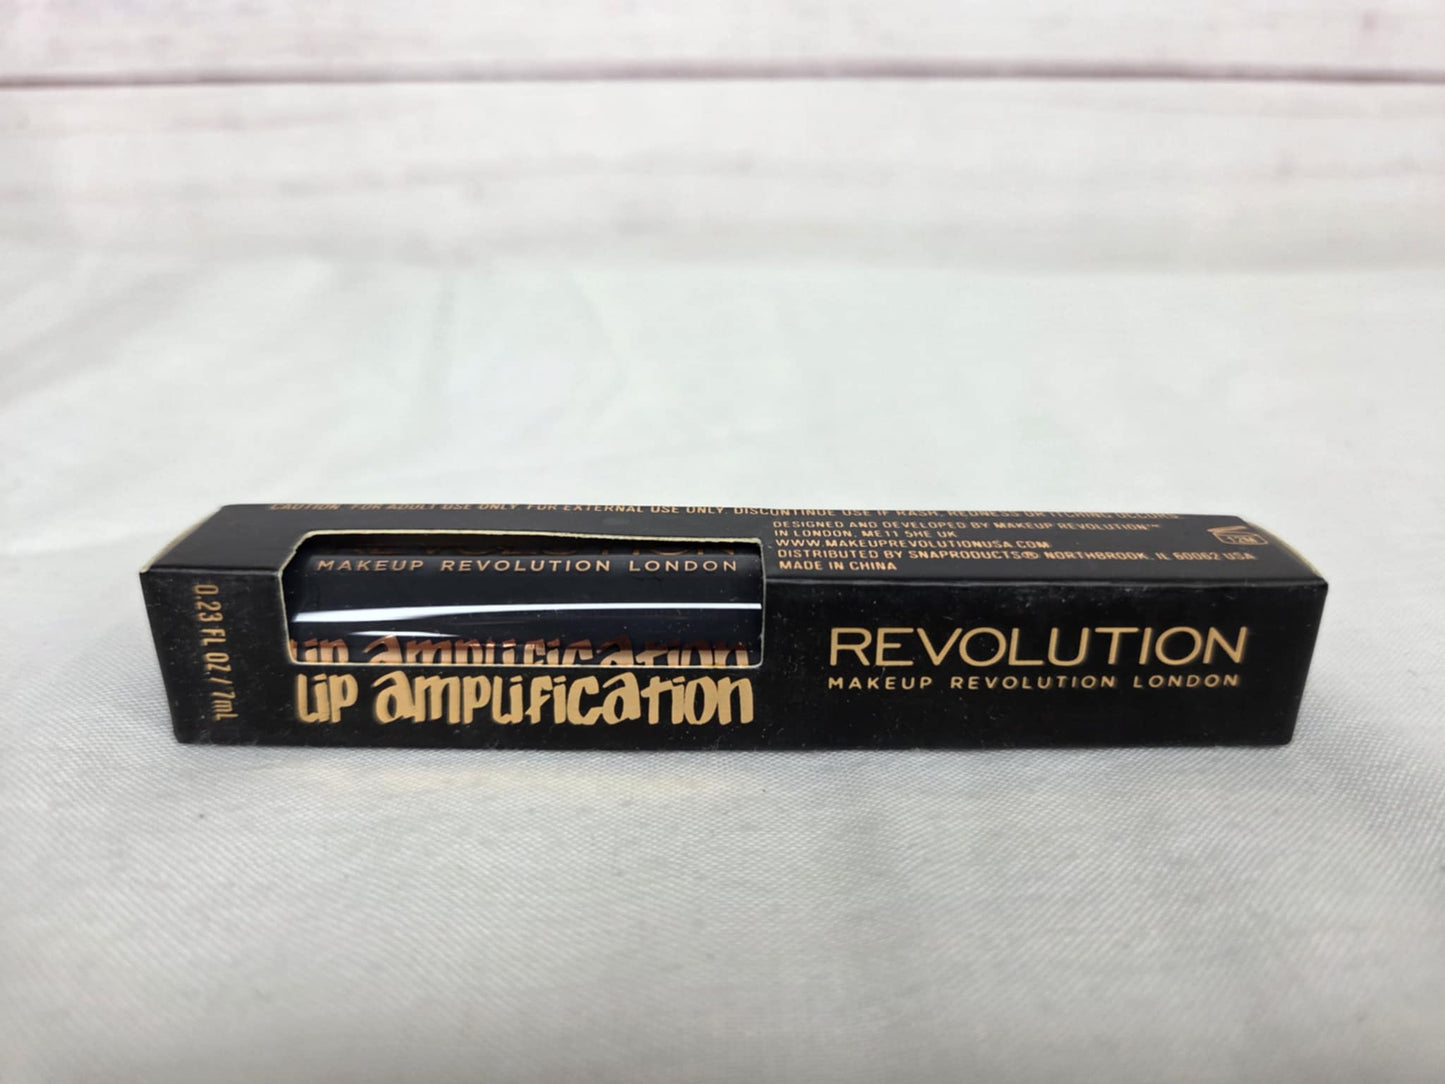 CAUTION: FOR ADULT USE ONLY FOR EXTERNAL USE ONLY. DISCONTINUE USE IF RASH, REDNESS OR ITCHING OCCURS.
DESIGNED AND DEVELOPED BY MAKEUP REVOLUTION™
IN LONDON. ME11 5HE UK
WWW.MAKEUPREVOLUTIONUSA.COM
DISTRIBUTED BY SNAPRODUCTS® NORTHBROOK, IL 60062 USA
MADE IN CHINA
12M
REVOLUTION
MAKEUP REVOLUTION LONDON
Lip amplification
Lip amplification
0.23 FL OZ. / 7mL
REVOLUTION
MAKEUP REVOLUTION LONDON